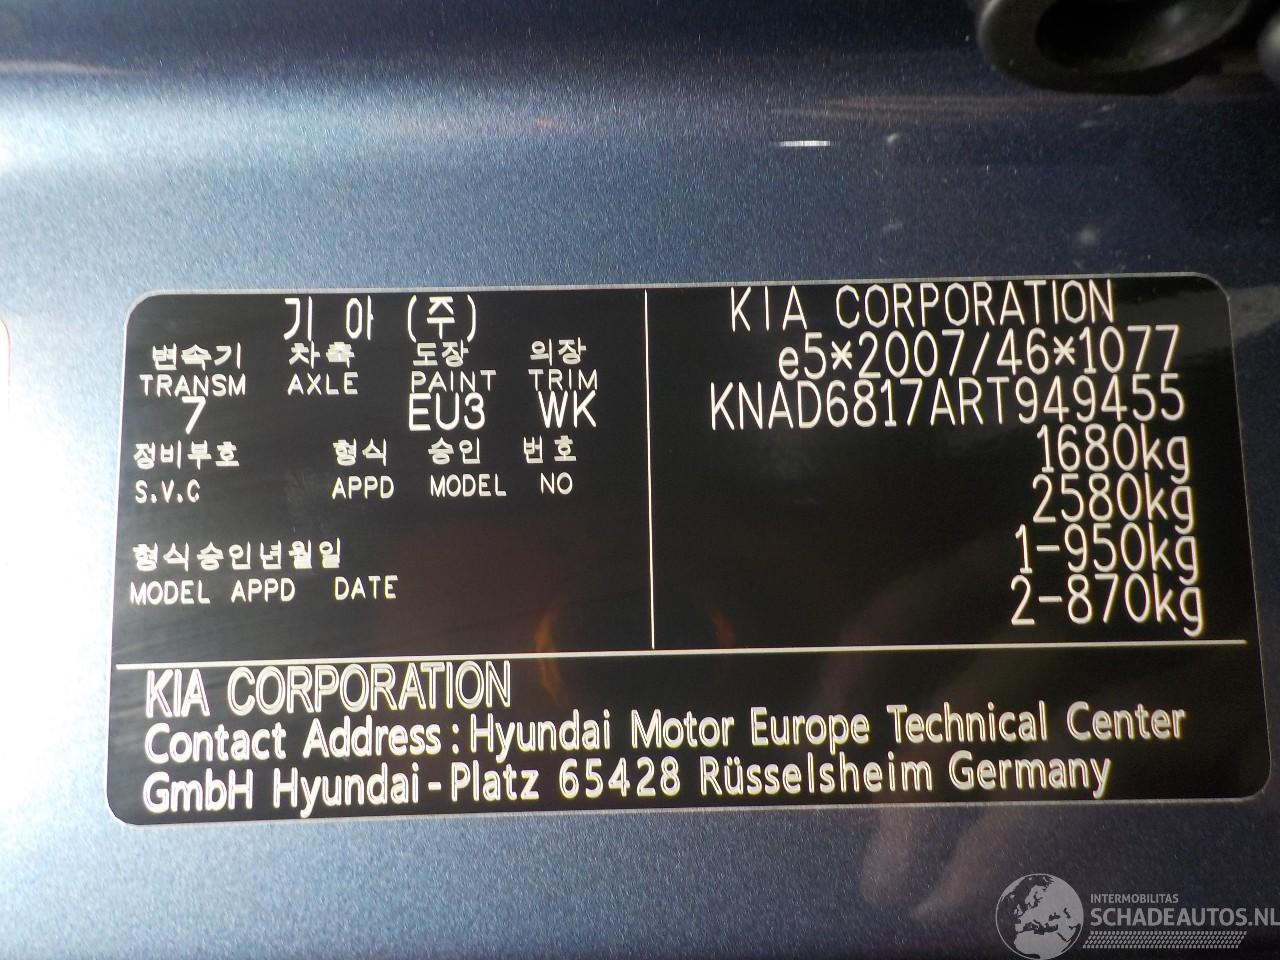 기아(주)
변속기 차축 도장 의장
TRANSM AXLE PAINT TRIM
7 EU3 WK
정비부호 형식 승인 번호
S.V.C APPD MODEL NO
형식승인년월일
MODEL APPD DATE
KIA CORPORATION
e5*2007/46*1077
KNAD6817ART949455
1680kg
2580kg
1-950kg
2-870kg
KIA CORPORATION
Contact Address : Hyundai Motor Europe Technical Center
GmbH Hyundai-Platz 65428 Rüsselsheim Germany
INTERMOBILITAS
SCHADEAUTOS.NL